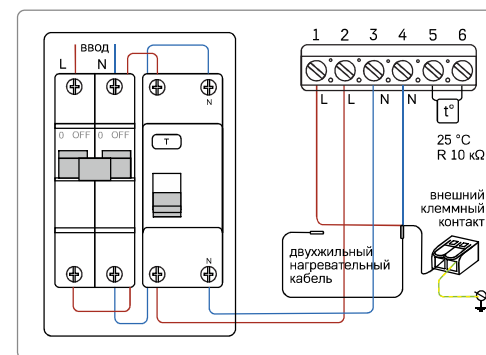 ввод
L N
N
0 OFF 0 OFF
T
N
1 2 3 4 5 6
L L N N
t°
25 °C
R 10 кΩ
внешний
клеммный
контакт
двухжильный
нагревательный
кабель